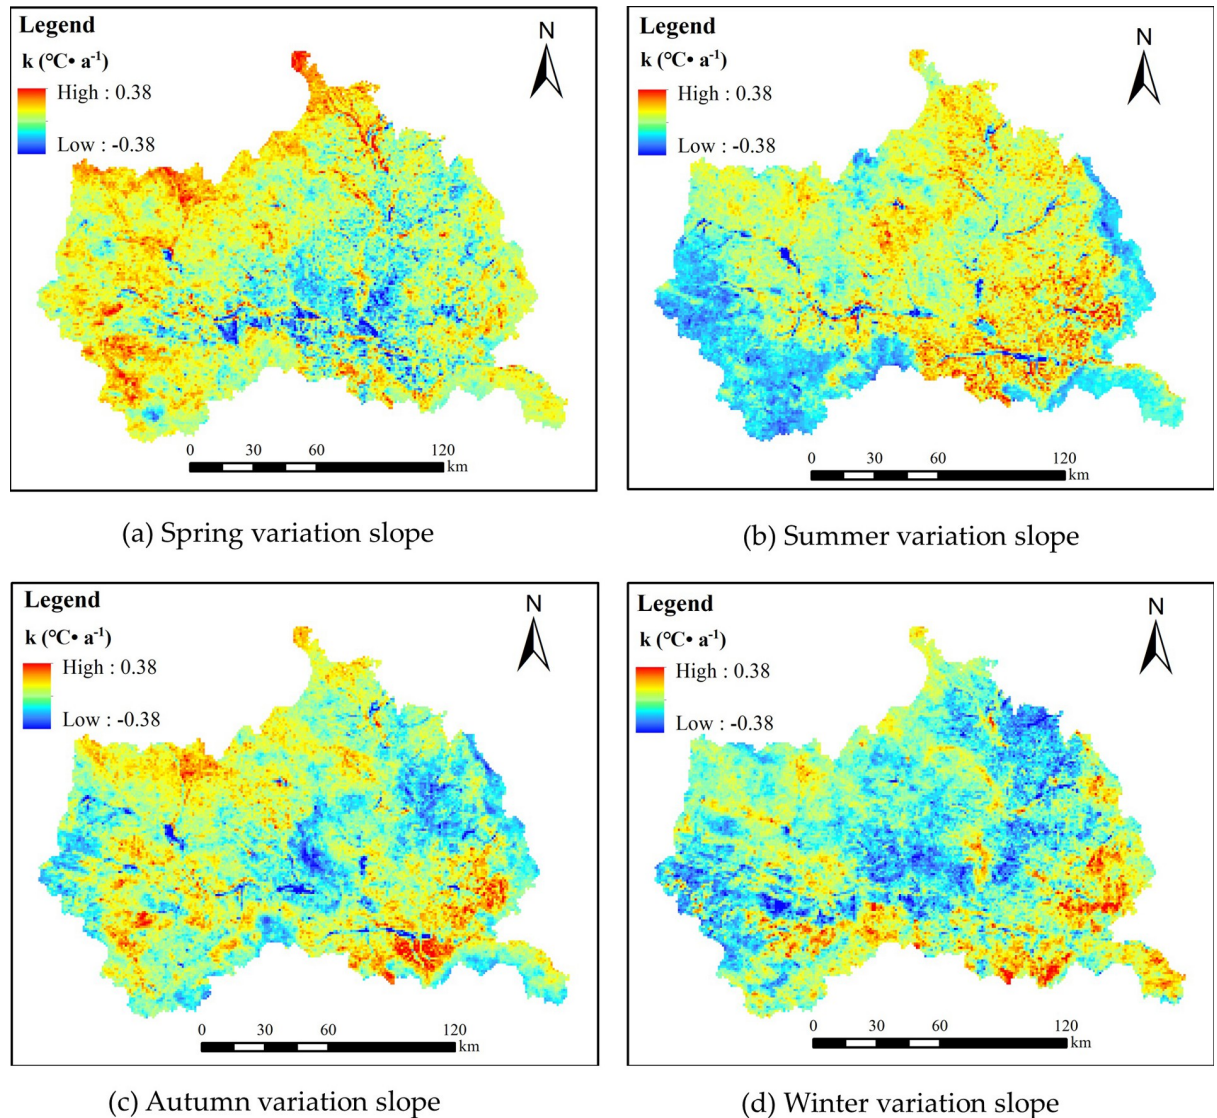 Legend
N
k (°C• a⁻¹)
High : 0.38
Low : -0.38
0 30 60 120
km
(a) Spring variation slope
Legend
N
k (°C• a⁻¹)
High : 0.38
Low : -0.38
0 30 60 120
km
(b) Summer variation slope
Legend
N
k (°C• a⁻¹)
High : 0.38
Low : -0.38
0 30 60 120
km
(c) Autumn variation slope
Legend
N
k (°C• a⁻¹)
High : 0.38
Low : -0.38
0 30 60 120
km
(d) Winter variation slope